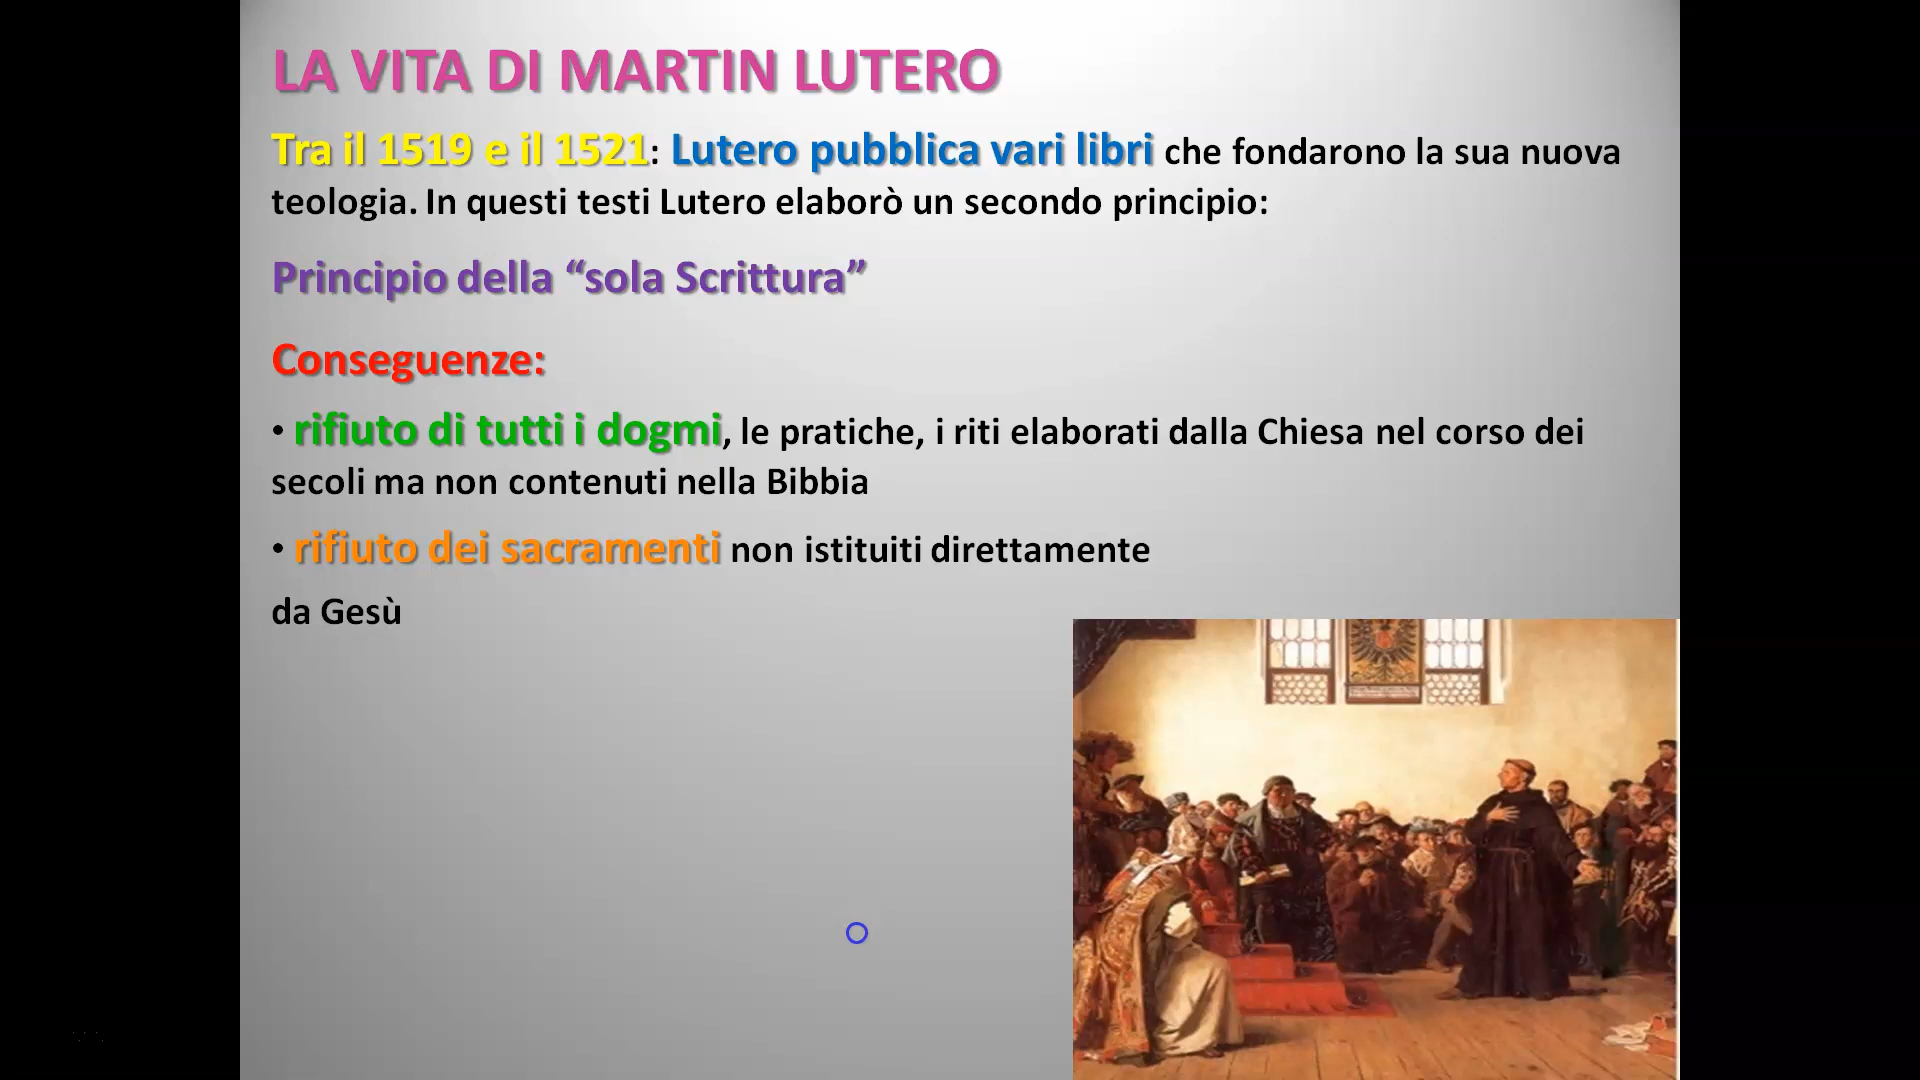 LA VITA DI MARTIN LUTERO
Tra il 1519 e il 1521: Lutero pubblica vari libri che fondarono la sua nuova
teologia. In questi testi Lutero elaborò un secondo principio:
Principio della “sola Scrittura”
Conseguenze:
• rifiuto di tutti i dogmi, le pratiche, i riti elaborati dalla Chiesa nel corso dei
secoli ma non contenuti nella Bibbia
• rifiuto dei sacramenti non istituiti direttamente
da Gesù